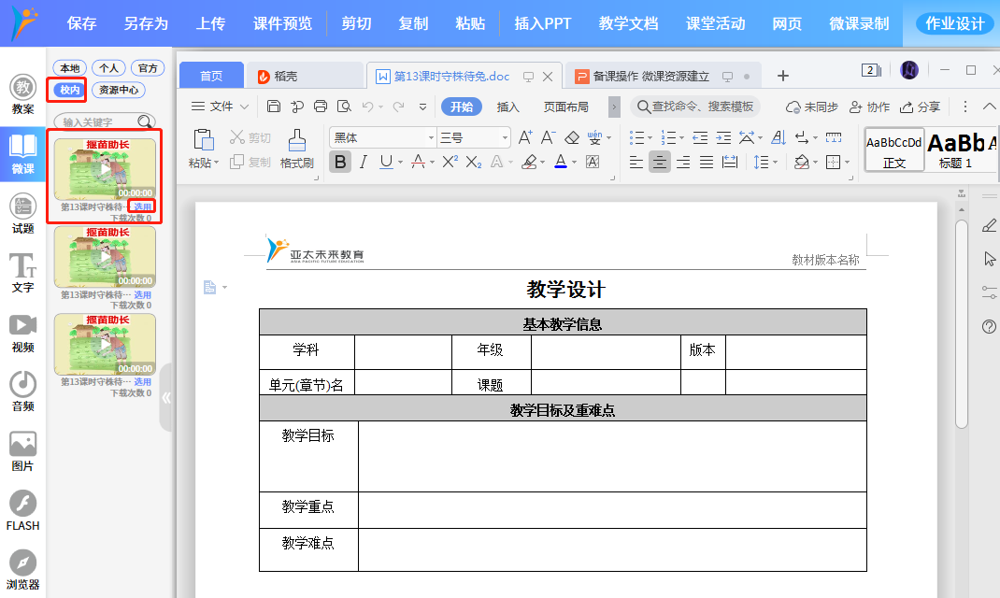 保存 另存为 上传 课件预览 剪切 复制 粘贴 插入PPT 教学文档 课堂活动 网页 微课录制 作业设计
教案
微课
试题
文字
视频
音频
图片
FLASH
浏览器
本地 个人 官方
校内 资源中心
输入关键字
揠苗助长
00:00:00
第13课时守株待… 选用
下载次数 0
揠苗助长
00:00:00
第13课时守株待… 选用
下载次数 0
揠苗助长
00:00:00
第13课时守株待… 选用
下载次数 0
首页 稻壳 第13课时守株待兔.doc 备课操作 微课资源建立 2
文件 开始 插入 页面布局 查找命令、搜索模板 未同步 协作 分享
粘贴 剪切 复制 格式刷 黑体 三号 AaBbCcDd 正文 AaBb 标题 1
亚太未来教育
ASIA PACIFIC FUTURE EDUCATION
教材版本名称
教学设计
基本教学信息
学科 年级 版本
单元(章节)名 课题
教学目标及重难点
教学目标
教学重点
教学难点